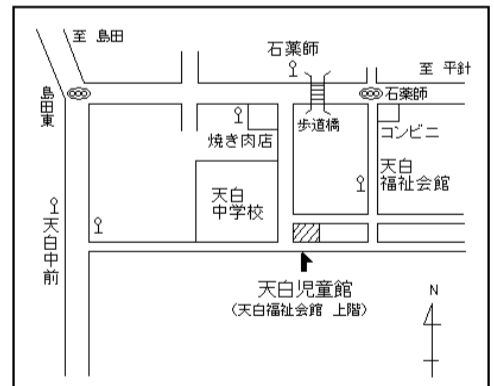 至 島田
石薬師
至 平針
島田東
石薬師
歩道橋
コンビニ
焼き肉店
天白
福祉会館
天白
中学校
天白中前
天白児童館
(天白福祉会館 上階)
N